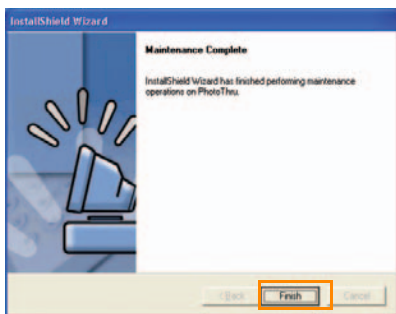 InstallShield Wizard
Maintenance Complete
InstallShield Wizard has finished performing maintenance
operations on PhotoThru.
< Back
Finish
Cancel